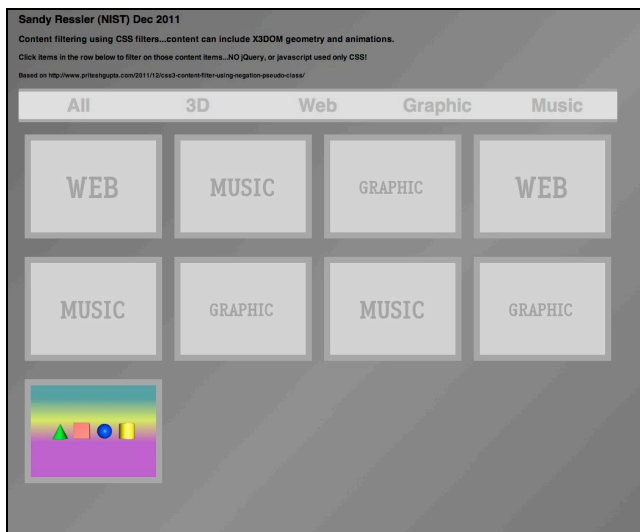 Sandy Ressler (NIST) Dec 2011
Content filtering using CSS filters...content can include X3DOM geometry and animations.
Click items in the row below to filter on those content items...NO jQuery, or javascript used only CSS!
Based on http://www.priteshgupta.com/2011/12/css3-content-filter-using-negation-pseudo-class/
All 3D Web Graphic Music
WEB MUSIC GRAPHIC WEB
MUSIC GRAPHIC MUSIC GRAPHIC